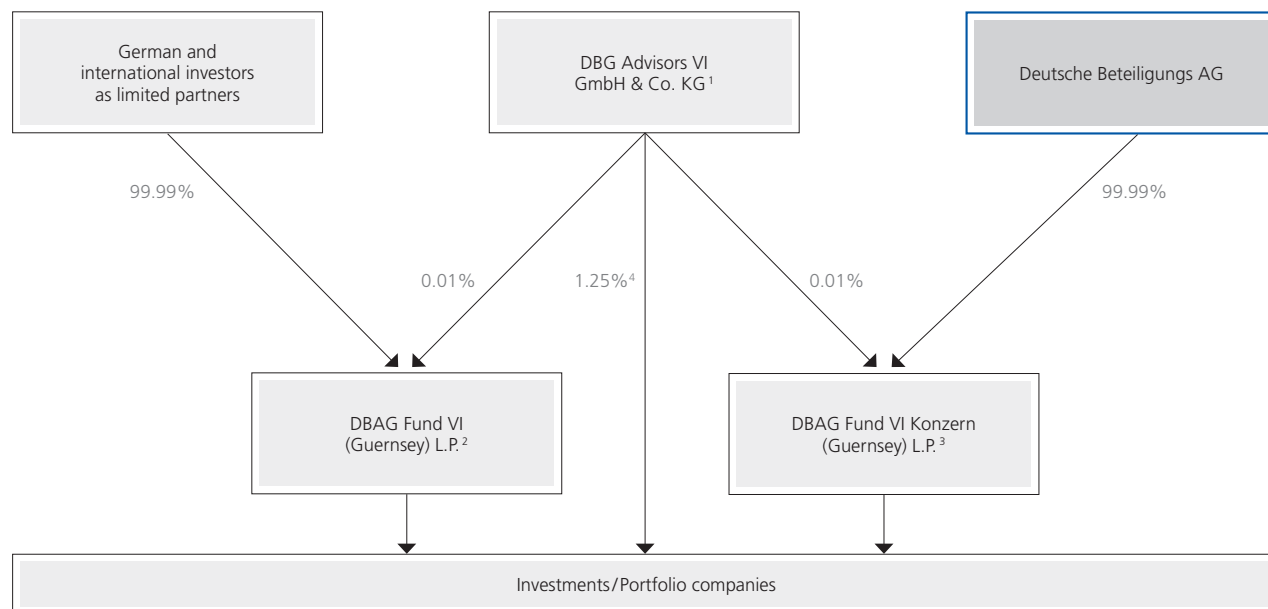 German and
international investors
as limited partners
DBG Advisors VI
GmbH & Co. KG¹
Deutsche Beteiligungs AG
99.99%
99.99%
0.01%
1.25%⁴
0.01%
DBAG Fund VI
(Guernsey) L.P.²
DBAG Fund VI Konzern
(Guernsey) L.P.³
Investments/Portfolio companies